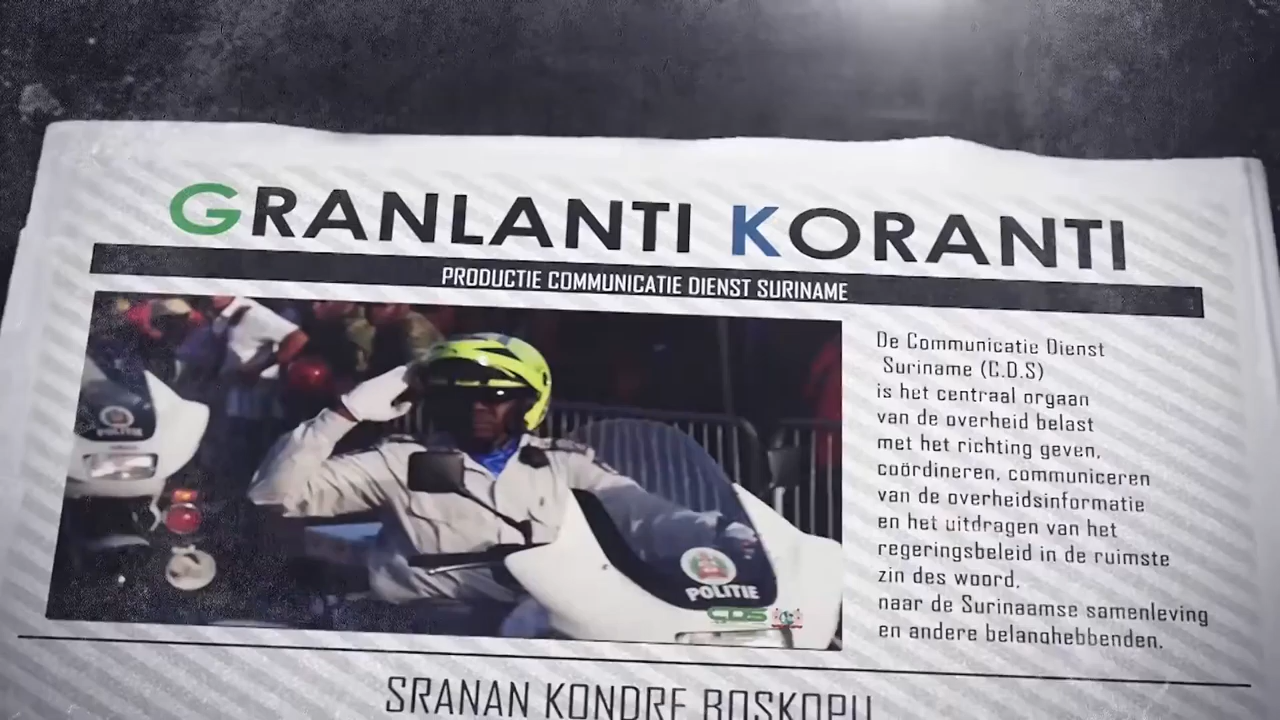 GRANLANTI KORANTI
PRODUCTIE COMMUNICATIE DIENST SURINAME
De Communicatie Dienst
Suriname (C.D.S)
is het centraal orgaan
van de overheid belast
met het richting geven,
coördineren, communiceren
van de overheidsinformatie
en het uitdragen van het
regeringsbeleid in de ruimste
zin des woord,
naar de Surinaamse samenleving
en andere belanghebbenden.
POLITIE
POLITIE
CDS
SRANAN KONDRE BOSKOPU